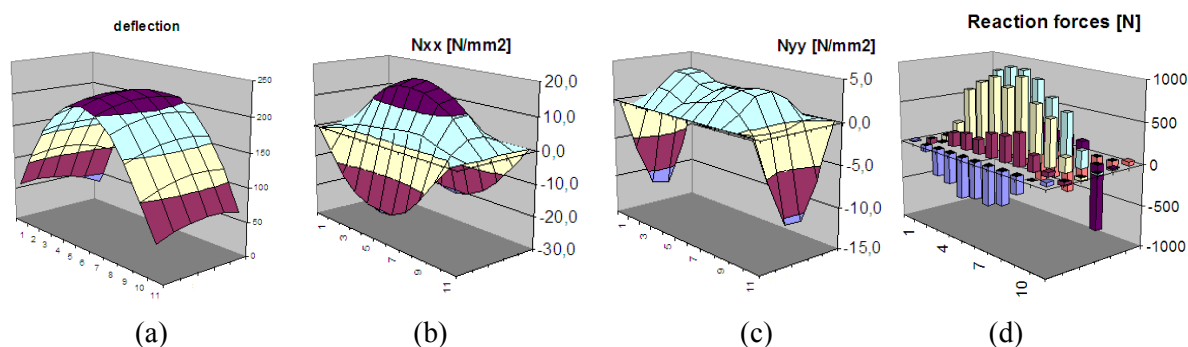 deflection
250
200
150
100
50
0
1 2 3 4 5 6 7 8 9 10 11
(a)
Nxx [N/mm2]
20,0
10,0
0,0
-10,0
-20,0
-30,0
1 3 5 7 9 11
(b)
Nyy [N/mm2]
5,0
0,0
-5,0
-10,0
-15,0
1 3 5 7 9 11
(c)
Reaction forces [N]
1000
500
0
-500
-1000
1 4 7 10
(d)